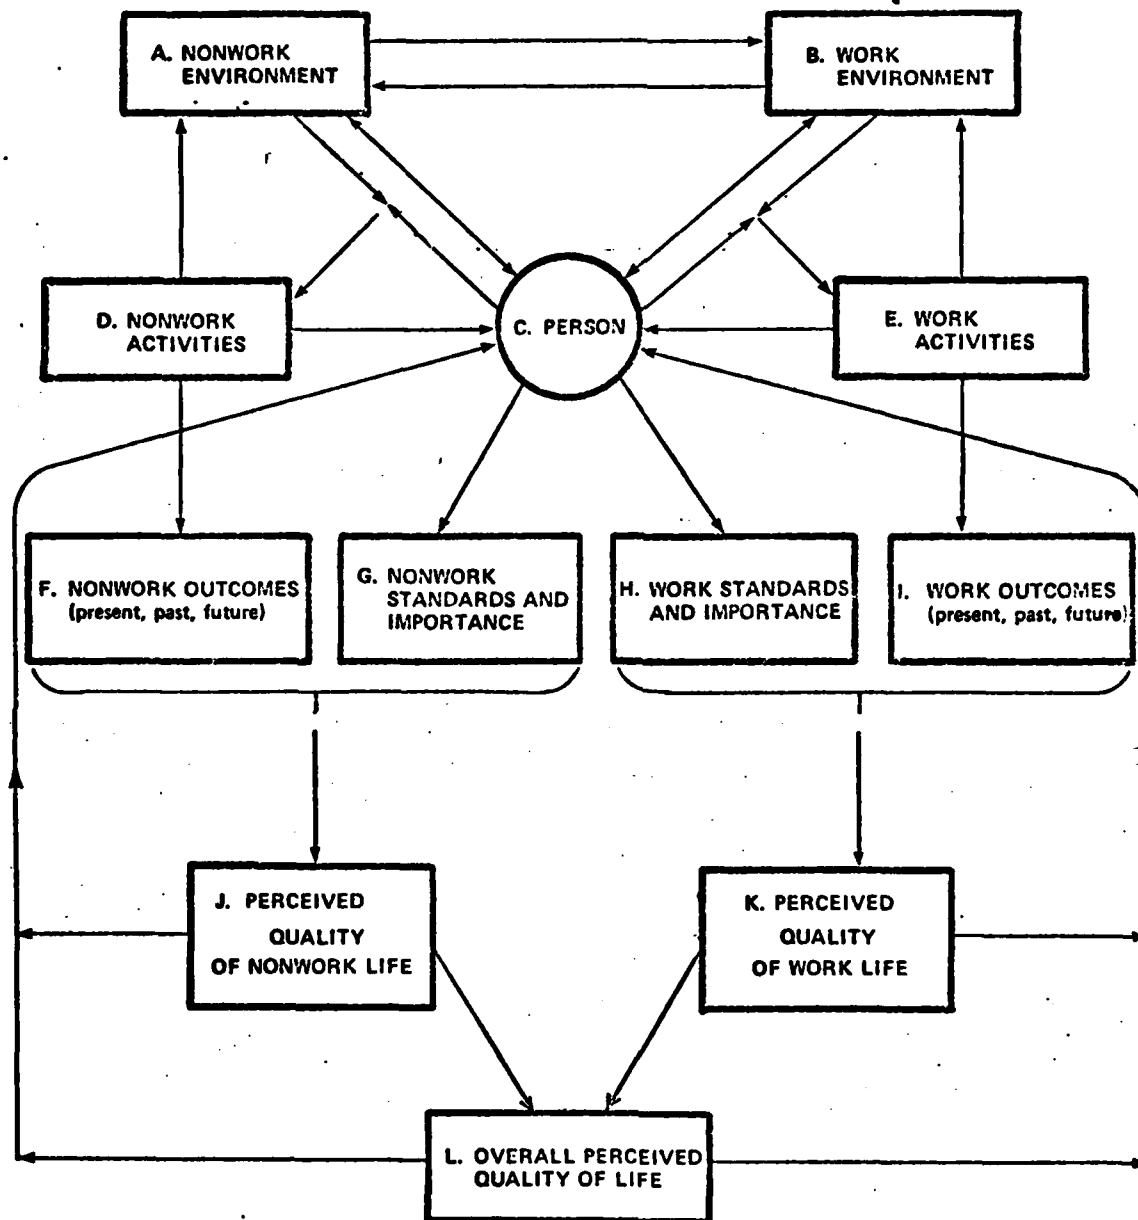 A. NONWORK
ENVIRONMENT
B. WORK
ENVIRONMENT
D. NONWORK
ACTIVITIES
C. PERSON
E. WORK
ACTIVITIES
F. NONWORK OUTCOMES
(present, past, future)
G. NONWORK
STANDARDS AND
IMPORTANCE
H. WORK STANDARDS
AND IMPORTANCE
I. WORK OUTCOMES
(present, past, future)
J. PERCEIVED
QUALITY
OF NONWORK LIFE
K. PERCEIVED
QUALITY
OF WORK LIFE
L. OVERALL PERCEIVED
QUALITY OF LIFE